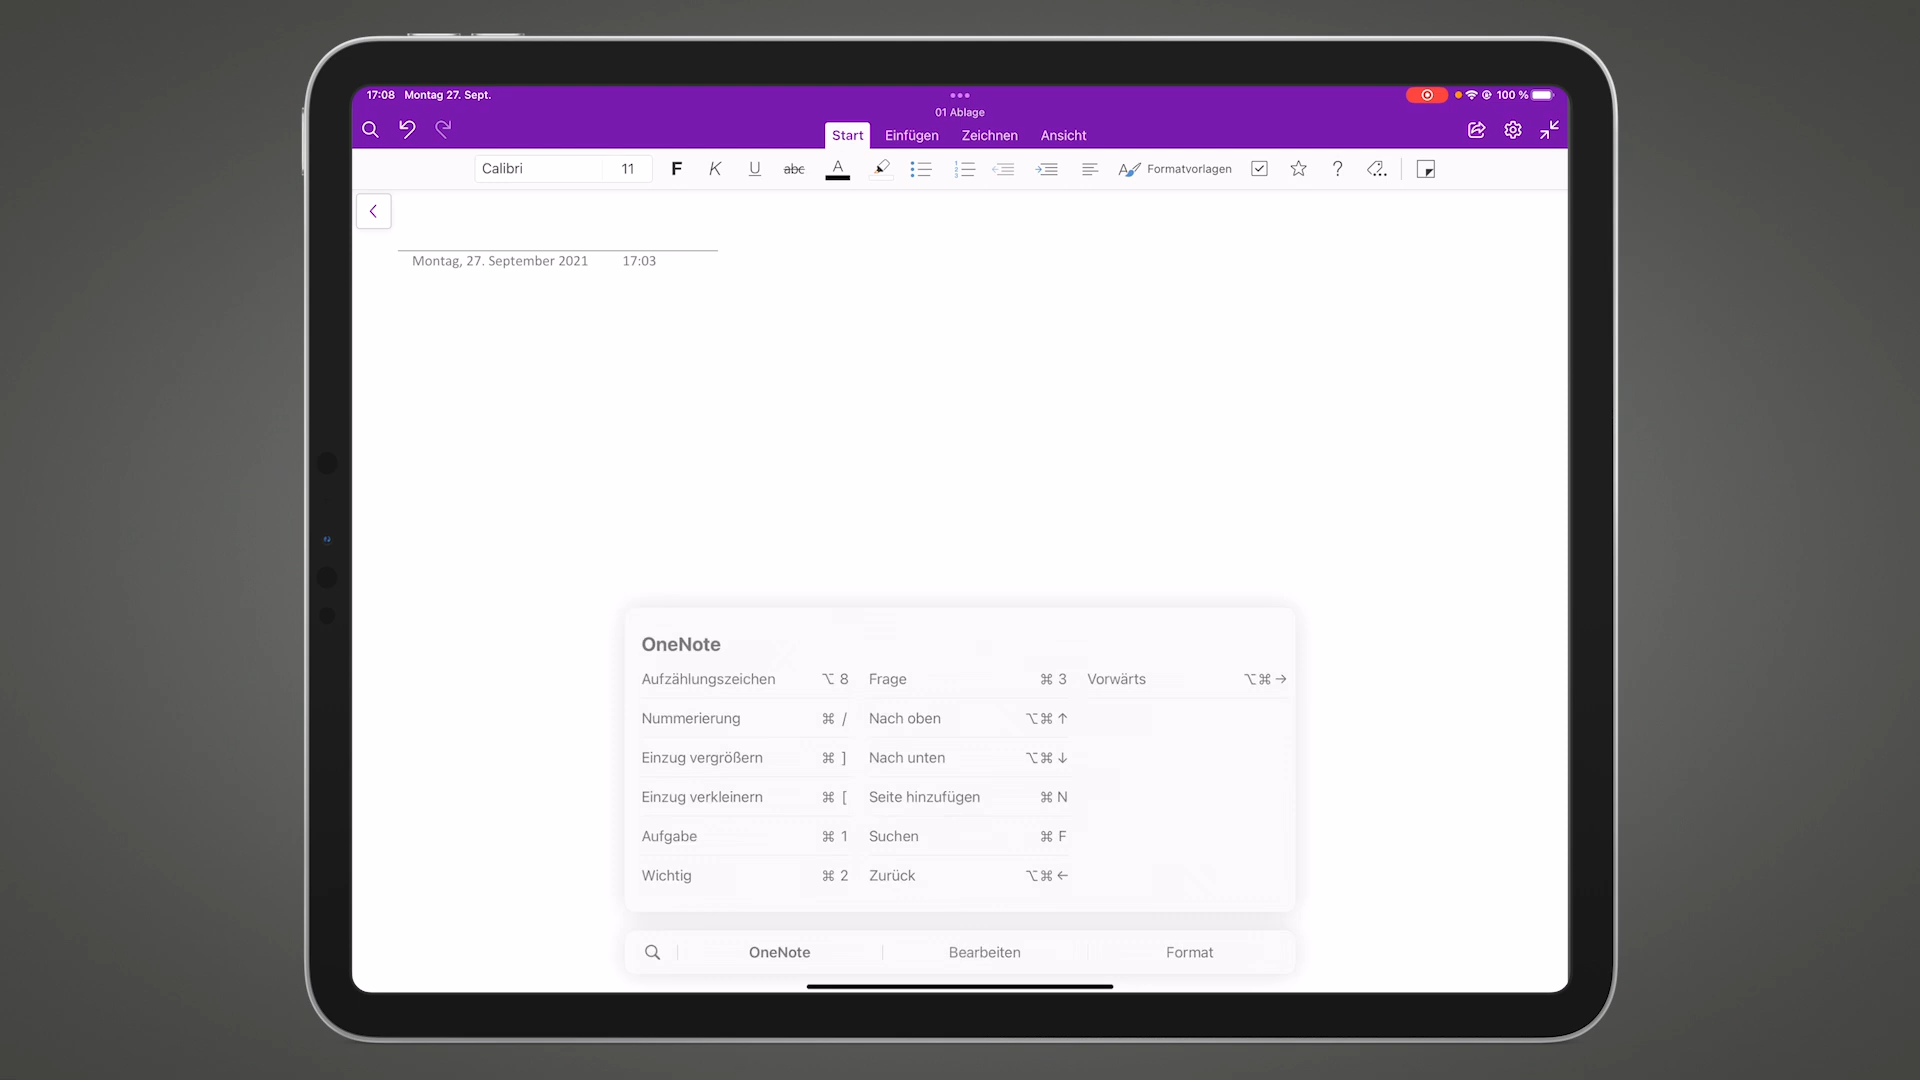 17:08 Montag 27. Sept.
100 %
01 Ablage
Start Einfügen Zeichnen Ansicht
Calibri 11 F K U abc A Formatvorlagen ?
Montag, 27. September 2021 17:03
OneNote
Aufzählungszeichen ⌥ 8 Frage ⌘ 3 Vorwärts ⌥⌘→
Nummerierung ⌘ / Nach oben ⌥⌘↑
Einzug vergrößern ⌘ ] Nach unten ⌥⌘↓
Einzug verkleinern ⌘ [ Seite hinzufügen ⌘ N
Aufgabe ⌘ 1 Suchen ⌘ F
Wichtig ⌘ 2 Zurück ⌥⌘←
OneNote Bearbeiten Format